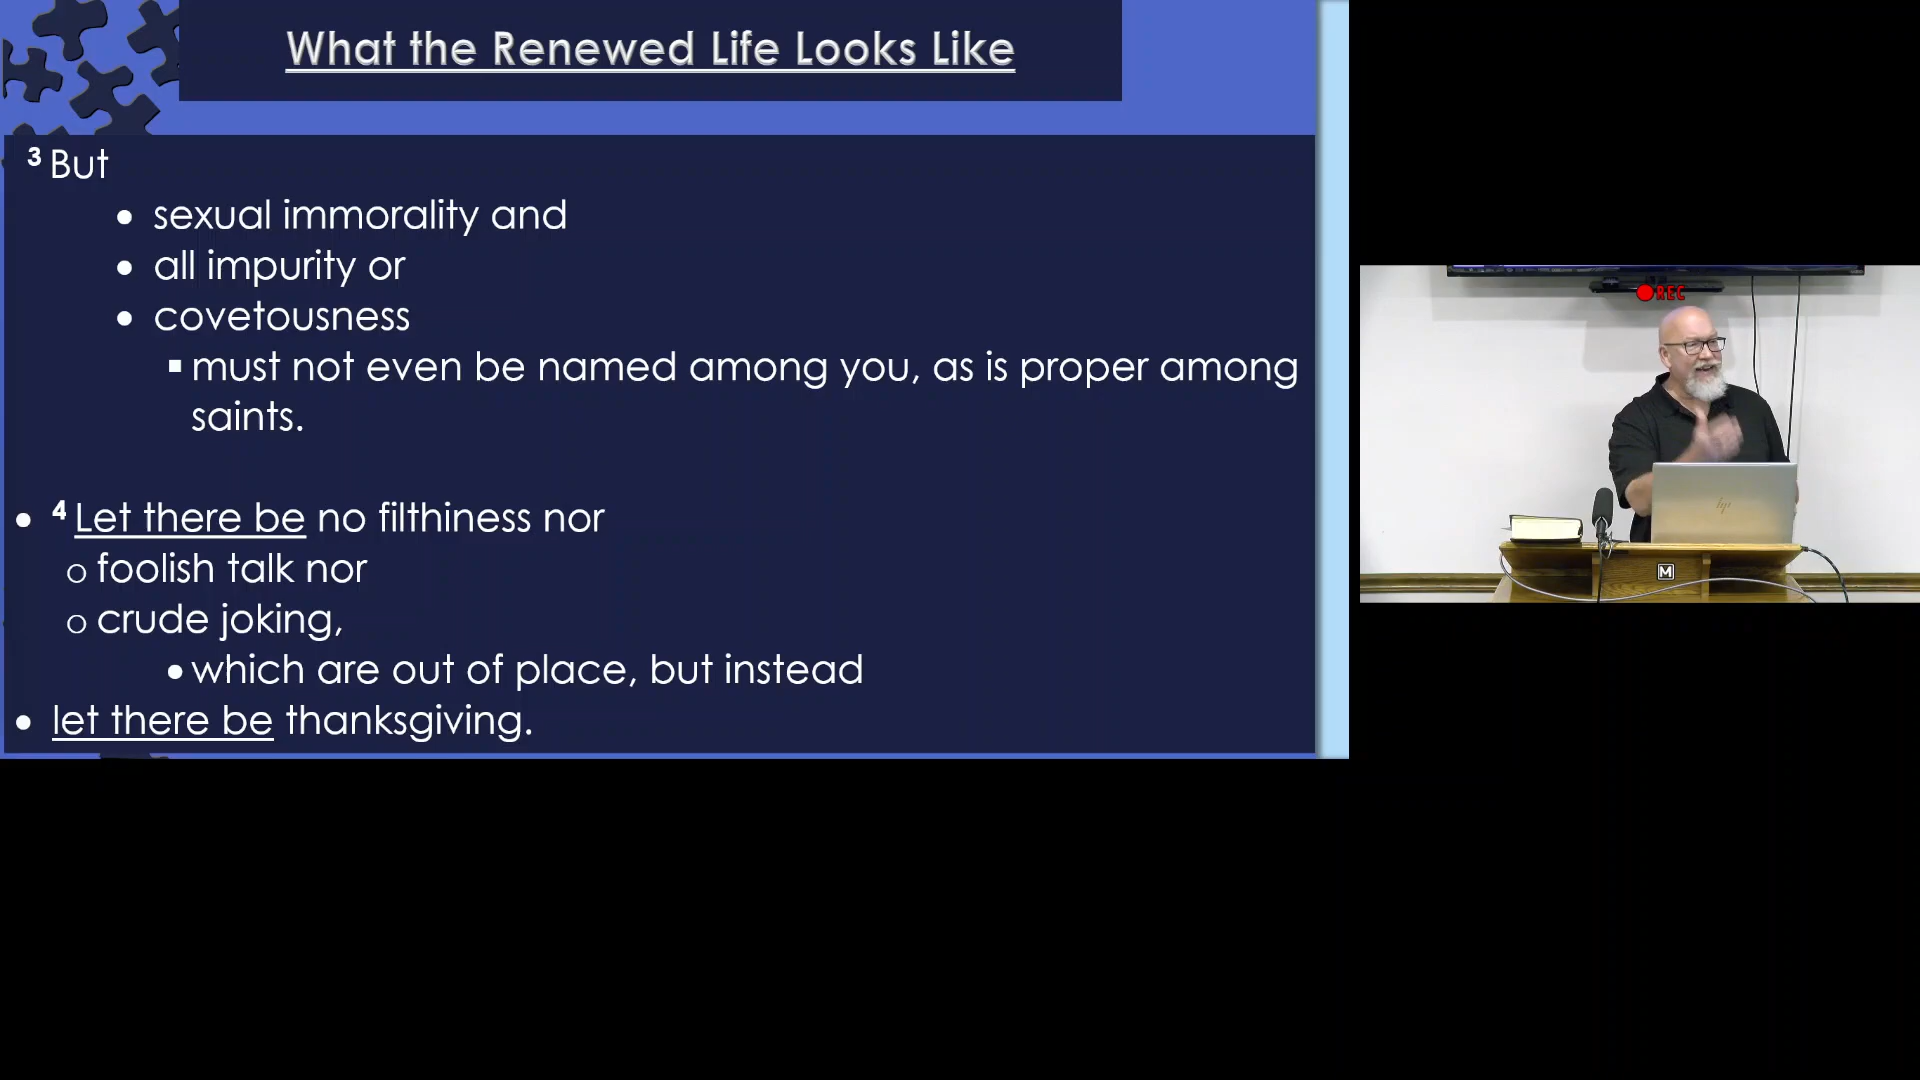 What the Renewed Life Looks Like
³ But
• sexual immorality and
• all impurity or
• covetousness
▪ must not even be named among you, as is proper among
saints.
• ⁴ Let there be no filthiness nor
o foolish talk nor
o crude joking,
• which are out of place, but instead
• let there be thanksgiving.
REC
hp
M